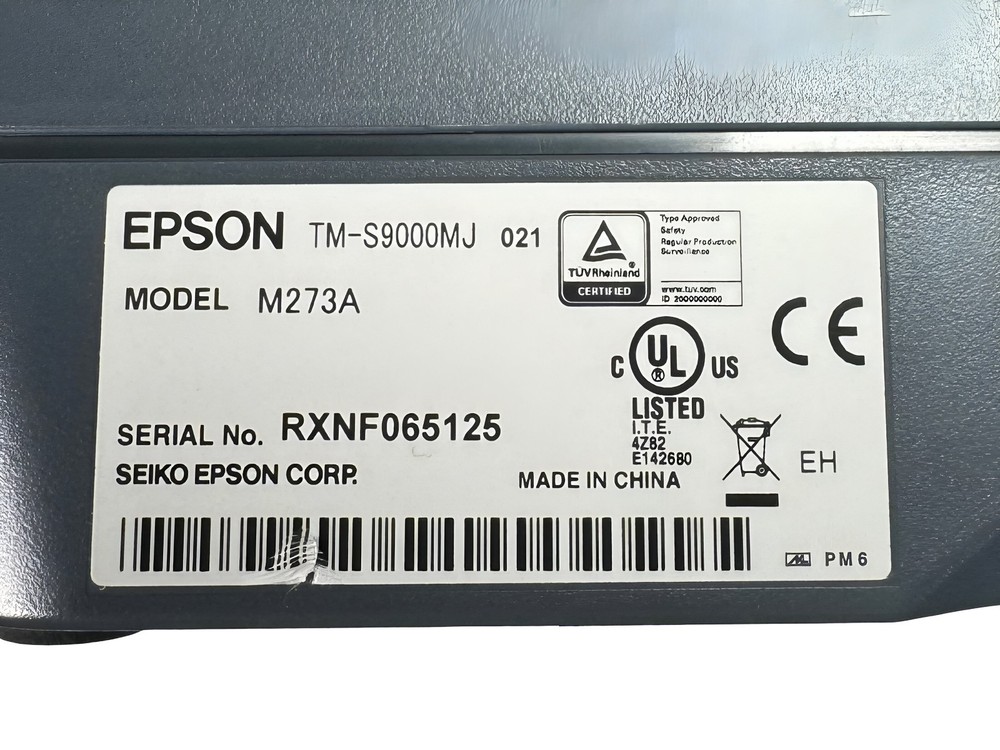 EPSON TM-S9000MJ 021
MODEL M273A
TÜVRheinland ®
CERTIFIED
Type Approved
Safety
Regular Production
Surveillance
www.tuv.com
ID 2000000000
CE
C UL ® US
LISTED
I.T.E.
4Z82
E142680
SERIAL No. RXNF065125
SEIKO EPSON CORP.
MADE IN CHINA
EH
PM6